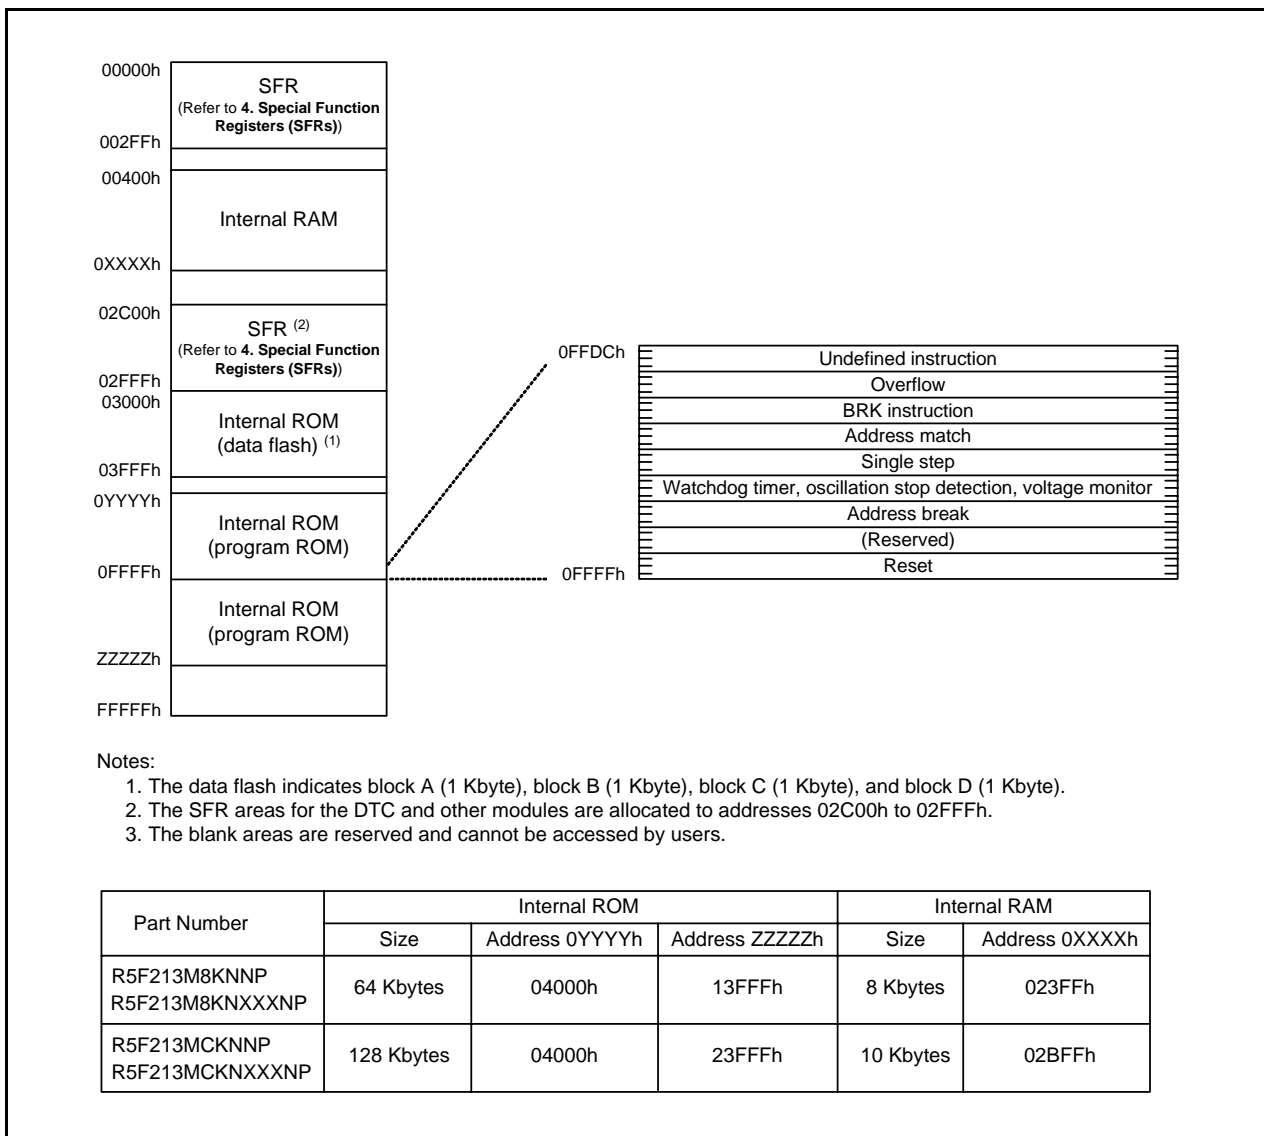 00000h
SFR
(Refer to 4. Special Function
Registers (SFRs))
002FFh
00400h
Internal RAM
0XXXXh
02C00h
SFR (2)
(Refer to 4. Special Function
Registers (SFRs))
02FFFh
03000h
Internal ROM
(data flash) (1)
03FFFh
0YYYYh
Internal ROM
(program ROM)
0FFFFh
Internal ROM
(program ROM)
ZZZZZh
FFFFFh
0FFDCh
Undefined instruction
Overflow
BRK instruction
Address match
Single step
Watchdog timer, oscillation stop detection, voltage monitor
Address break
(Reserved)
0FFFFh
Reset
Notes:
1. The data flash indicates block A (1 Kbyte), block B (1 Kbyte), block C (1 Kbyte), and block D (1 Kbyte).
2. The SFR areas for the DTC and other modules are allocated to addresses 02C00h to 02FFFh.
3. The blank areas are reserved and cannot be accessed by users.
Part Number Internal ROM Internal RAM
Size Address 0YYYYh Address ZZZZZh Size Address 0XXXXh
R5F213M8KNNP
R5F213M8KNXXXNP
64 Kbytes 04000h 13FFFh 8 Kbytes 023FFh
R5F213MCKNNP
R5F213MCKNXXXNP
128 Kbytes 04000h 23FFFh 10 Kbytes 02BFFh